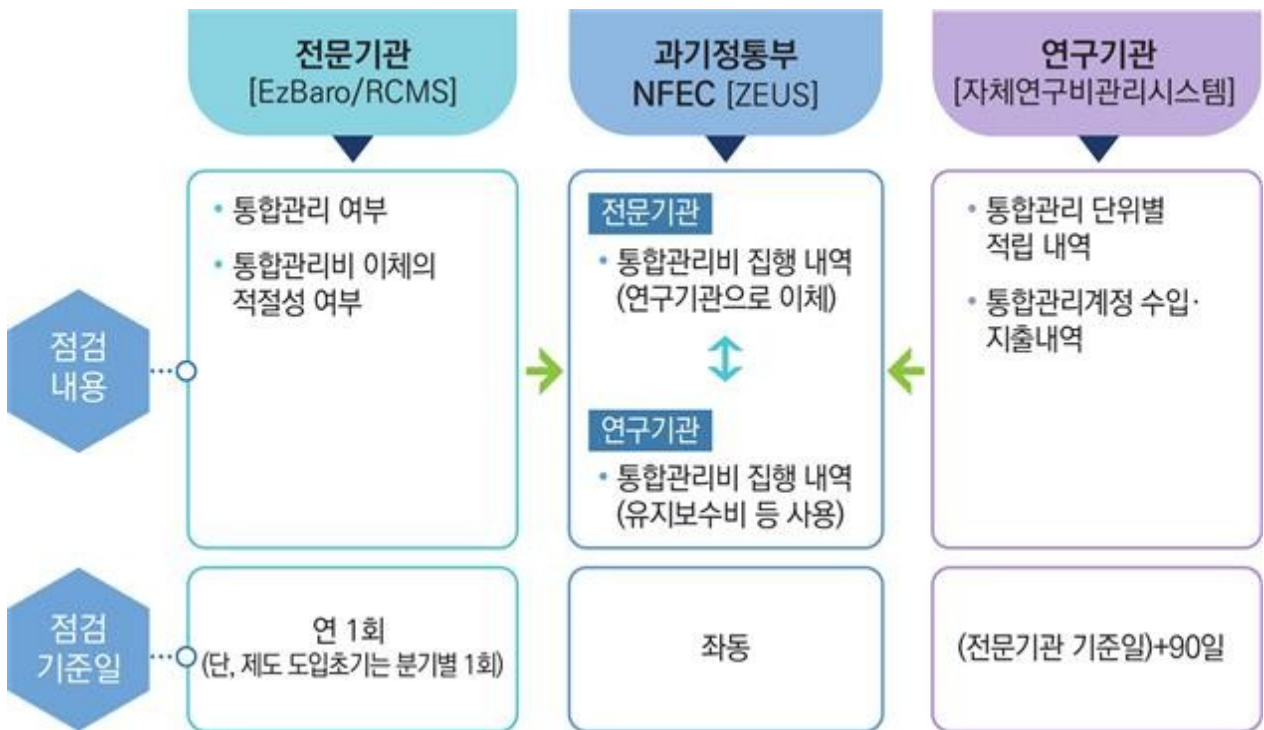 전문기관
[EzBaro/RCMS]
과기정통부
NFEC [ZEUS]
연구기관
[자체연구비관리시스템]
점검
내용
• 통합관리 여부
• 통합관리비 이체의
적절성 여부
전문기관
• 통합관리비 집행 내역
(연구기관으로 이체)
연구기관
• 통합관리비 집행 내역
(유지보수비 등 사용)
• 통합관리 단위별
적립 내역
• 통합관리계정 수입·
지출내역
점검
기준일
연 1회
(단, 제도 도입초기는 분기별 1회)
좌동
(전문기관 기준일)+90일